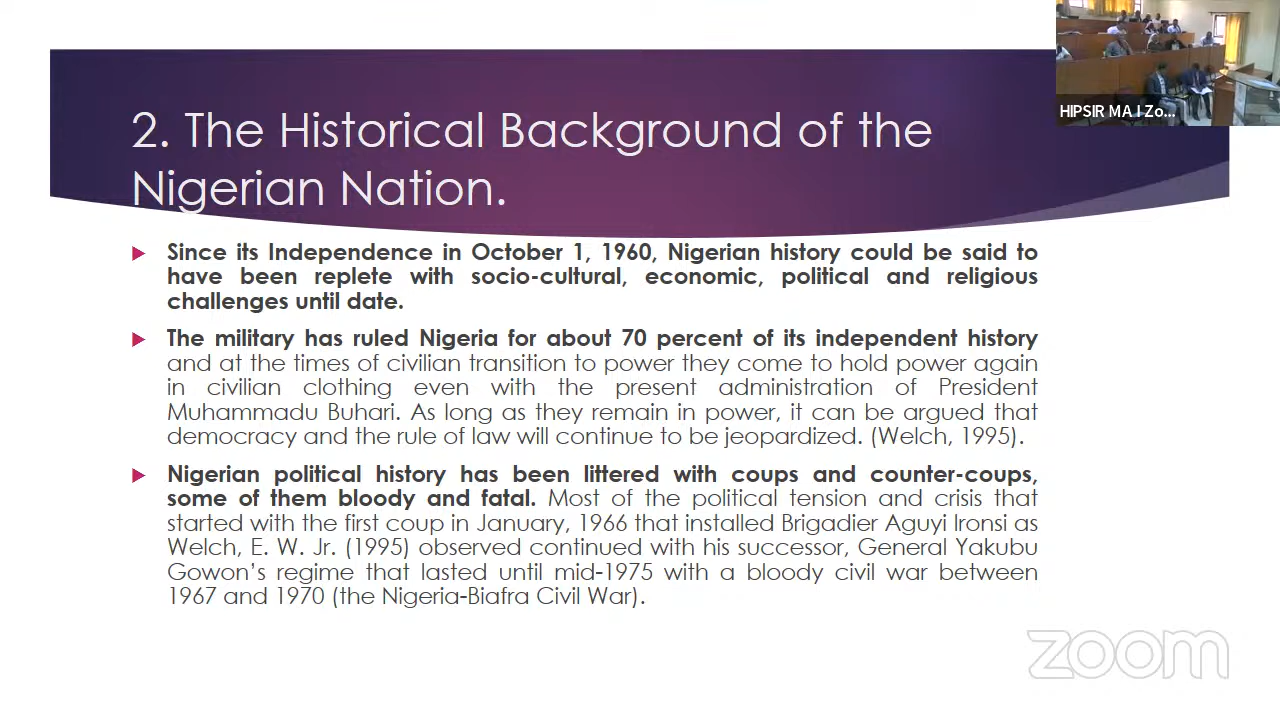 2. The Historical Background of the
Nigerian Nation.
HIPSIR MA.I Zo...
Since its Independence in October 1, 1960, Nigerian history could be said to
have been replete with socio-cultural, economic, political and religious
challenges until date.
The military has ruled Nigeria for about 70 percent of its independent history
and at the times of civilian transition to power they come to hold power again
in civilian clothing even with the present administration of President
Muhammadu Buhari. As long as they remain in power, it can be argued that
democracy and the rule of law will continue to be jeopardized. (Welch, 1995).
Nigerian political history has been littered with coups and counter-coups,
some of them bloody and fatal. Most of the political tension and crisis that
started with the first coup in January, 1966 that installed Brigadier Aguyi Ironsi as
Welch, E. W. Jr. (1995) observed continued with his successor, General Yakubu
Gowon’s regime that lasted until mid-1975 with a bloody civil war between
1967 and 1970 (the Nigeria-Biafra Civil War).
zoom